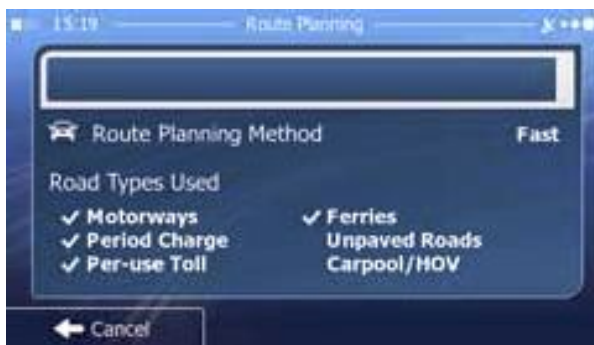 15:19 Route Planning
Route Planning Method Fast
Road Types Used
Motorways Ferries
Period Charge Unpaved Roads
Per-use Toll Carpool/HOV
Cancel